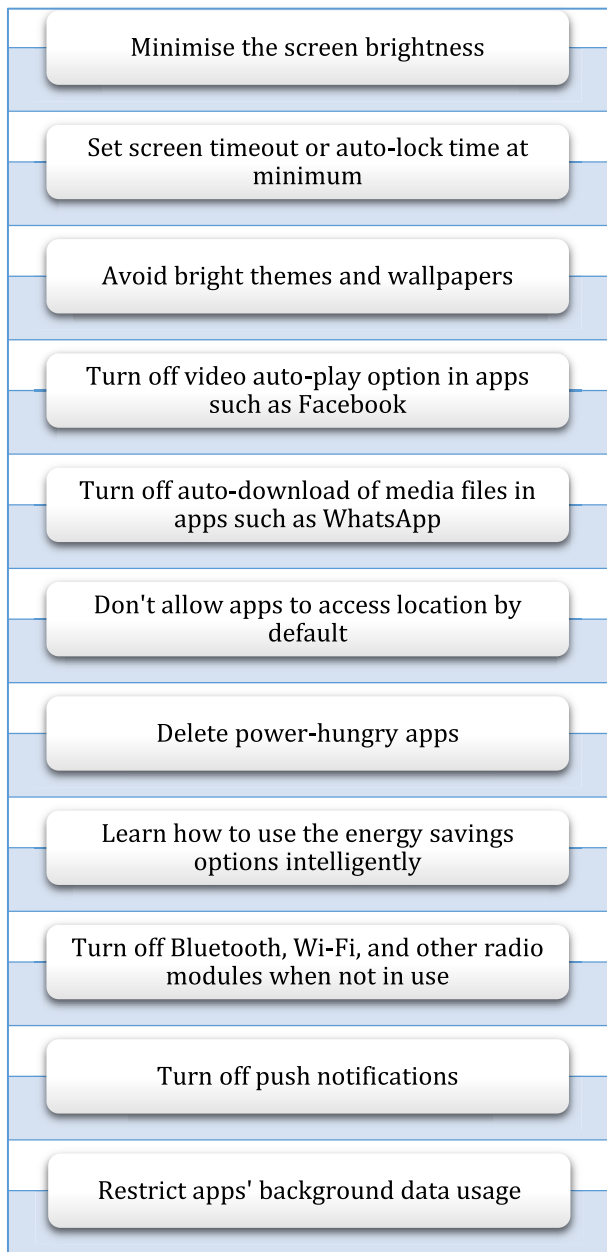 Minimise the screen brightness
Set screen timeout or auto-lock time at
minimum
Avoid bright themes and wallpapers
Turn off video auto-play option in apps
such as Facebook
Turn off auto-download of media files in
apps such as WhatsApp
Don't allow apps to access location by
default
Delete power-hungry apps
Learn how to use the energy savings
options intelligently
Turn off Bluetooth, Wi-Fi, and other radio
modules when not in use
Turn off push notifications
Restrict apps' background data usage